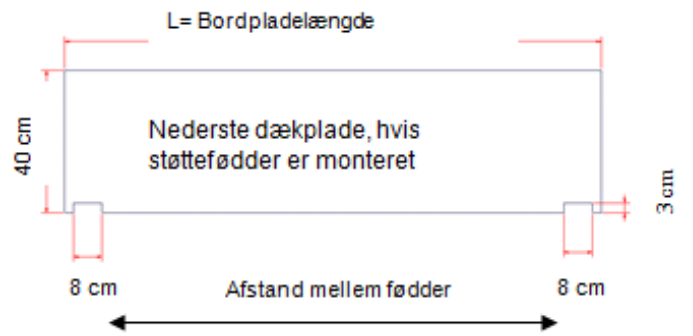 L= Bordpladelængde
40 cm
Nederste dækplade, hvis
støttefødder er monteret
3 cm
8 cm
Afstand mellem fødder
8 cm